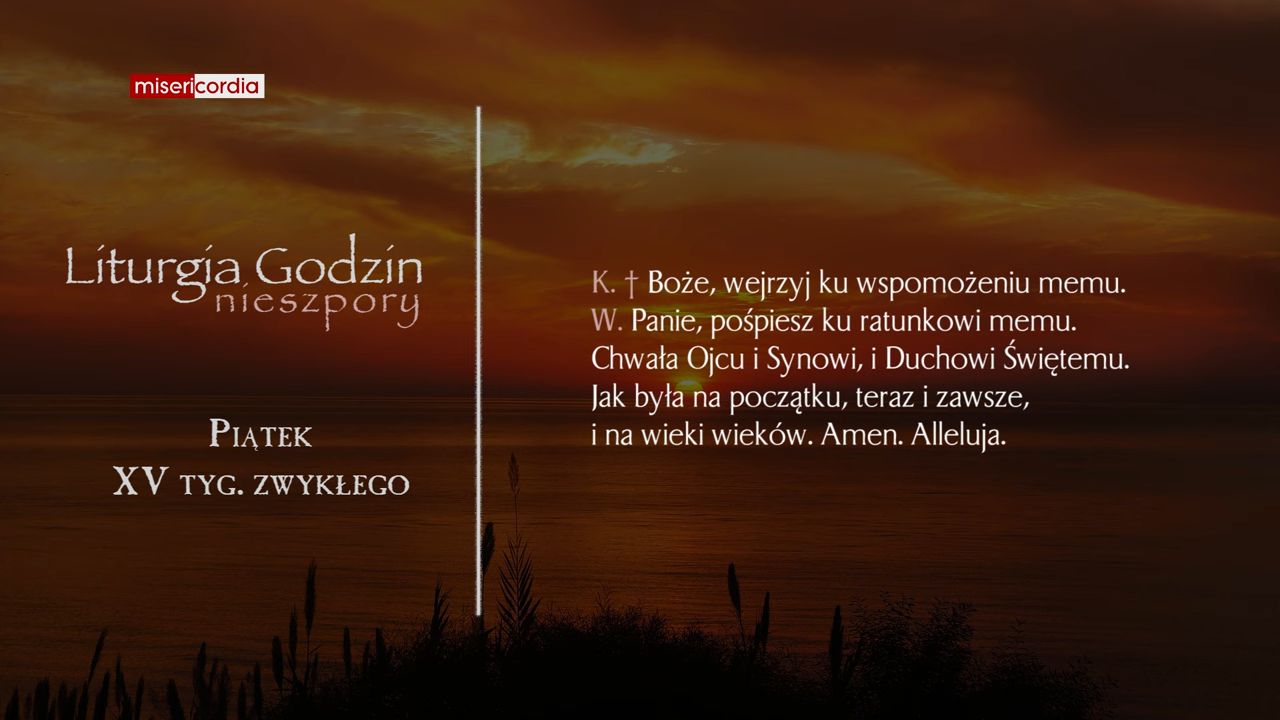 misericordia
Liturgia Godzin
nieszpory
Piątek
XV tyg. zwykłego
K. † Boże, wejrzyj ku wspomożeniu memu.
W. Panie, pośpiesz ku ratunkowi memu.
Chwała Ojcu i Synowi, i Duchowi Świętemu.
Jak była na początku, teraz i zawsze,
i na wieki wieków. Amen. Alleluja.